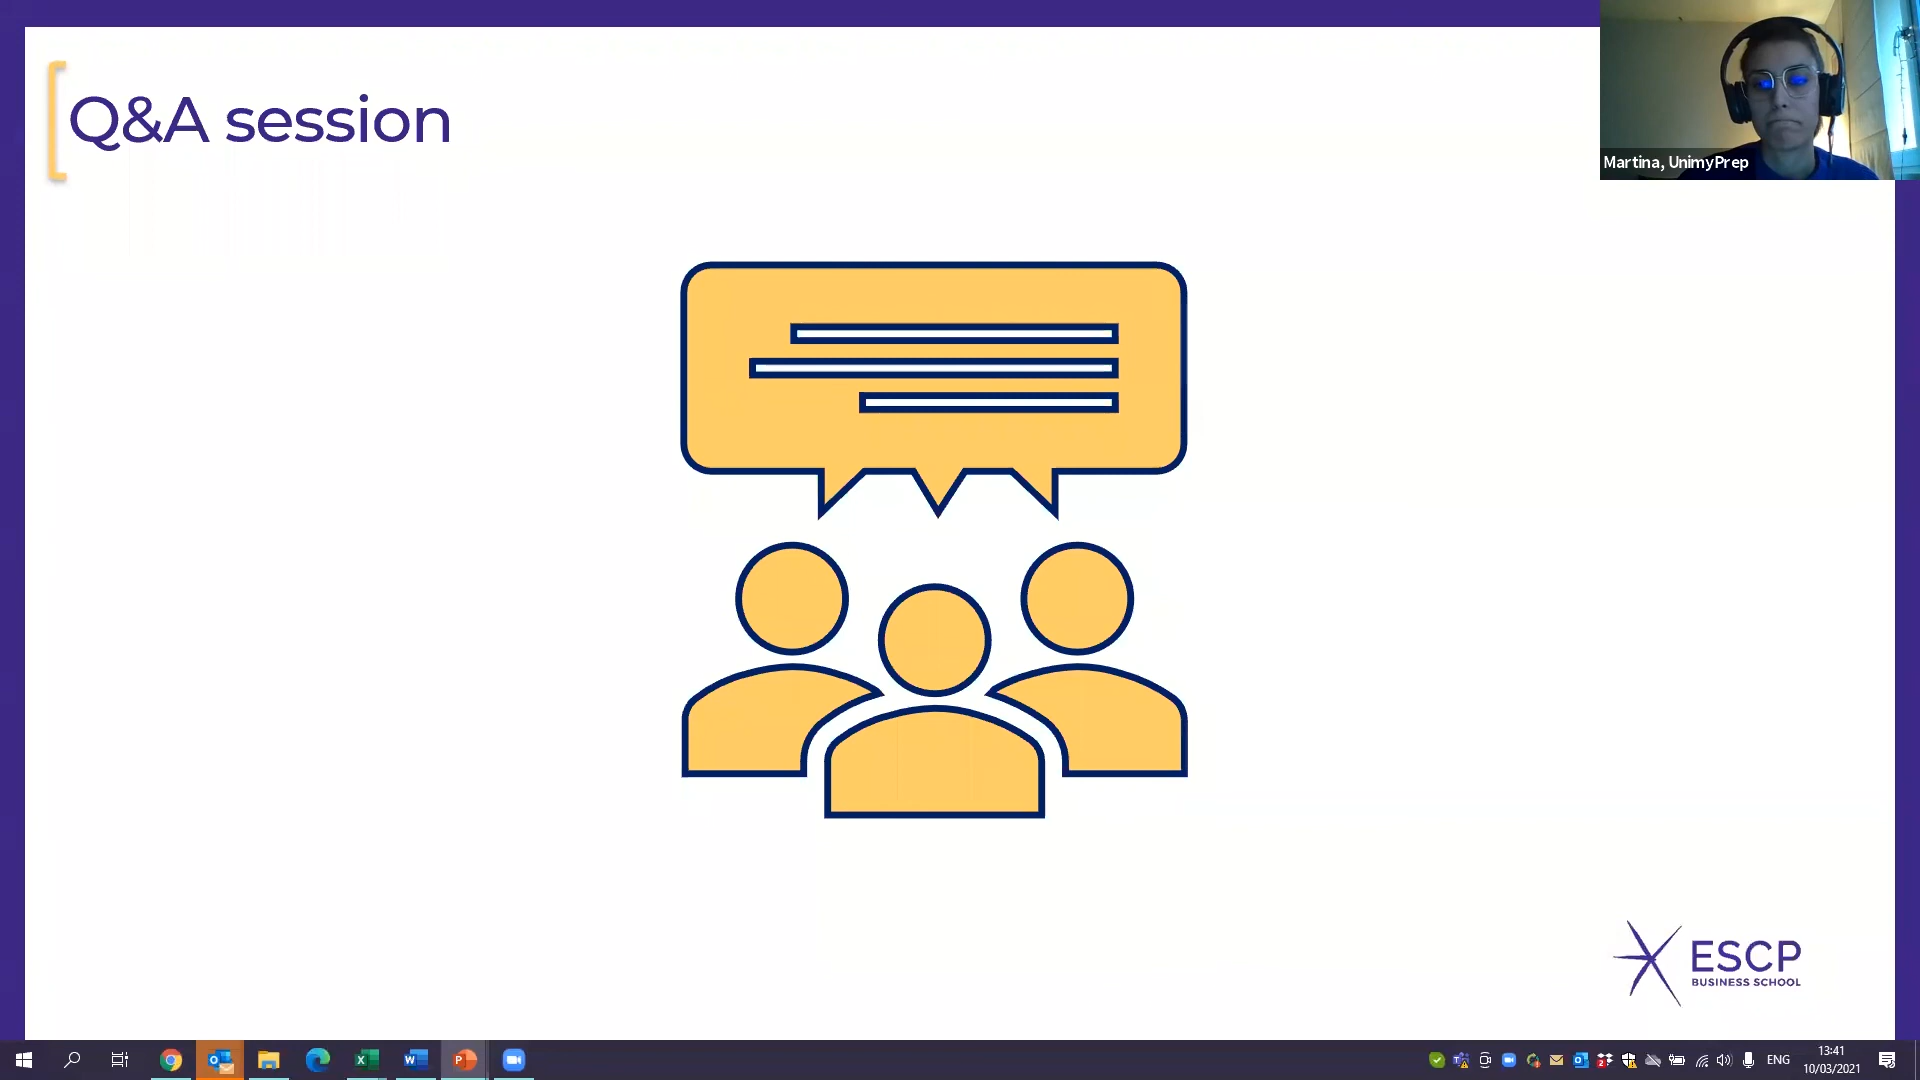 Q&A session
Martina, UnimyPrep
ESCP
BUSINESS SCHOOL
ENG
13:41
10/03/2021